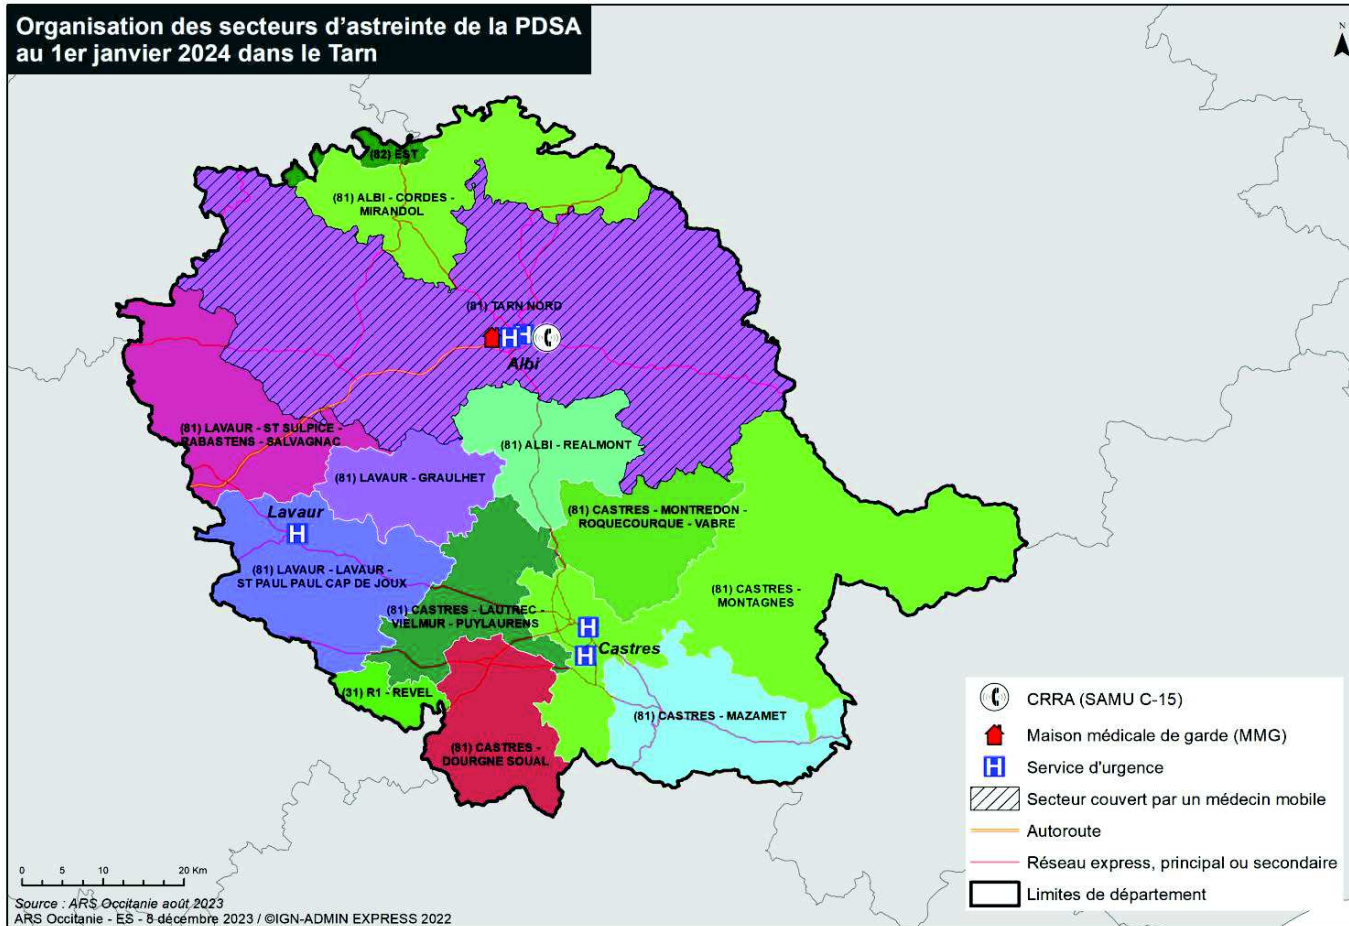 Organisation des secteurs d'astreinte de la PDSA
au 1er janvier 2024 dans le Tarn
N
(82) EST
(81) ALBI - CORDES -
MIRANDOL
(81) TARN NORD
Albi
(81) LAVAUR - ST SULPICE -
RABASTENS - SALVAGNAC
(81) ALBI - REALMONT
(81) LAVAUR - GRAULHET
Lavaur
(81) CASTRES - MONTREDON -
ROQUECOURQUE - VABRE
(81) LAVAUR - LAVAUR -
ST PAUL PAUL CAP DE JOUX
(81) CASTRES -
MONTAGNES
(81) CASTRES - LAUTREC -
VIELMUR - PUYLAURENS
Castres
(31) R1 - REVEL
(81) CASTRES - MAZAMET
(81) CASTRES -
DOURGNE SOUAL
CRRA (SAMU C-15)
Maison médicale de garde (MMG)
H Service d'urgence
Secteur couvert par un médecin mobile
Autoroute
Réseau express, principal ou secondaire
Limites de département
0 5 10 20 Km
Source : ARS Occitanie août 2023
ARS Occitanie - ES - 8 décembre 2023 / ©IGN-ADMIN EXPRESS 2022